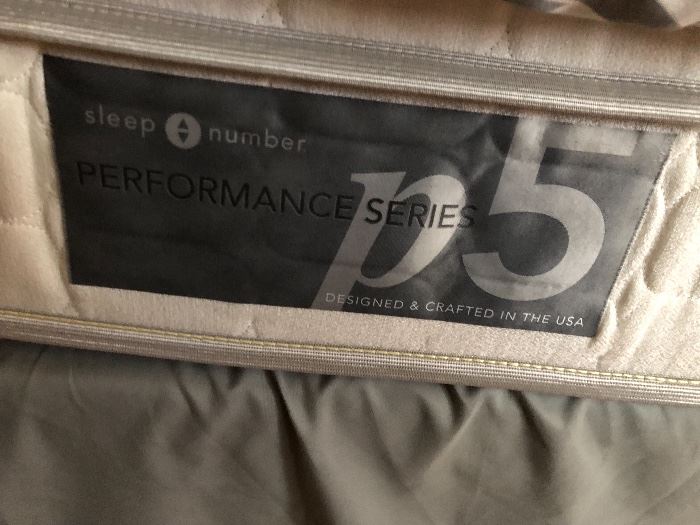 sleep number
PERFORMANCE SERIES
p5
DESIGNED & CRAFTED IN THE USA